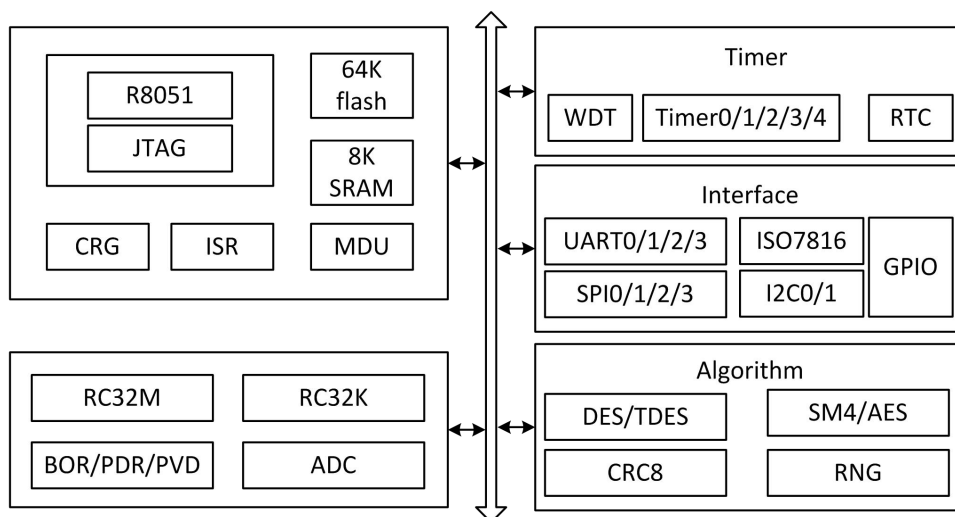 R8051
JTAG
64K
flash
8K
SRAM
CRG
ISR
MDU
RC32M
RC32K
BOR/PDR/PVD
ADC
Timer
WDT
Timer0/1/2/3/4
RTC
Interface
UART0/1/2/3
ISO7816
GPIO
SPI0/1/2/3
I2C0/1
Algorithm
DES/TDES
SM4/AES
CRC8
RNG